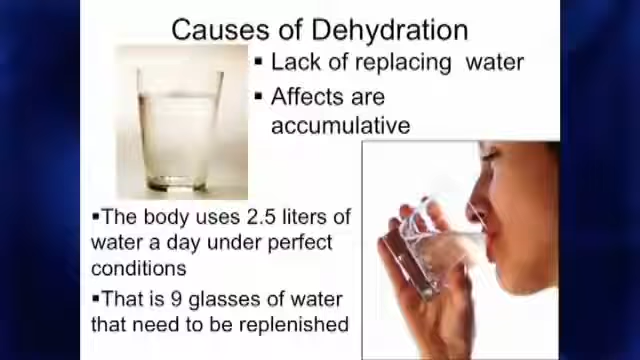 Causes of Dehydration
▪ Lack of replacing water
▪ Affects are
accumulative
▪The body uses 2.5 liters of
water a day under perfect
conditions
▪That is 9 glasses of water
that need to be replenished